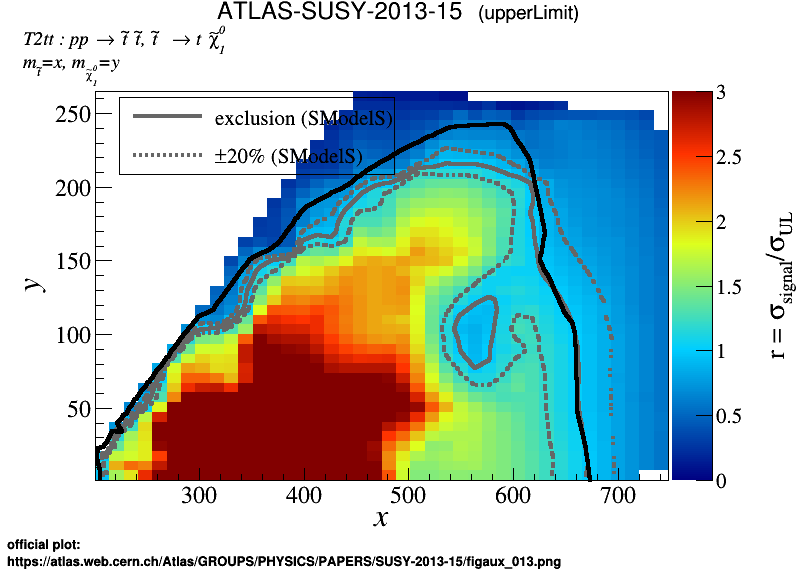 ATLAS-SUSY-2013-15 (upperLimit)
T2tt : pp → t̃ t̃, t̃ → t χ̃₁⁰
m_t̃=x, m_χ̃₁⁰=y
exclusion (SModelS)
±20% (SModelS)
250
200
150
100
50
y
300 400 500 600 700
x
3
2.5
2
1.5
1
0.5
0
r = σ_signal/σ_UL
official plot:
https://atlas.web.cern.ch/Atlas/GROUPS/PHYSICS/PAPERS/SUSY-2013-15/figaux_013.png